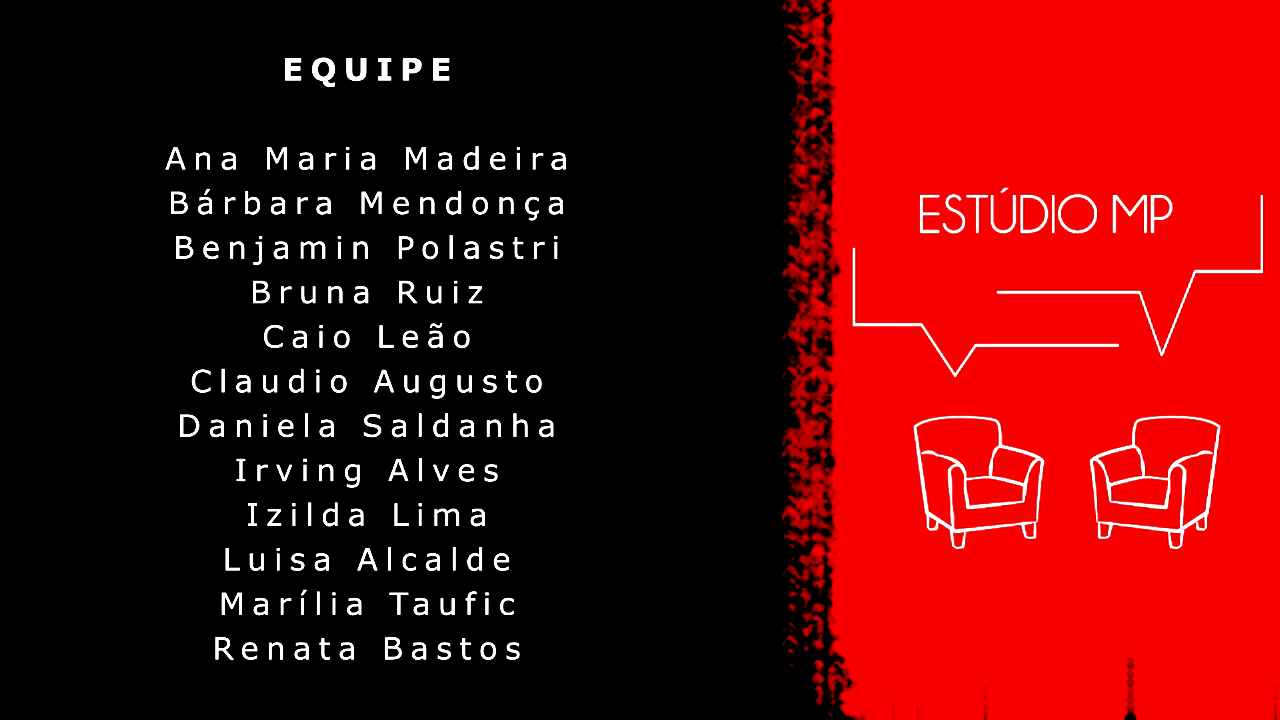 EQUIPE
Ana Maria Madeira
Bárbara Mendonça
Benjamin Polastri
Bruna Ruiz
Caio Leão
Claudio Augusto
Daniela Saldanha
Irving Alves
Izilda Lima
Luisa Alcalde
Marília Taufic
Renata Bastos
ESTÚDIO MP